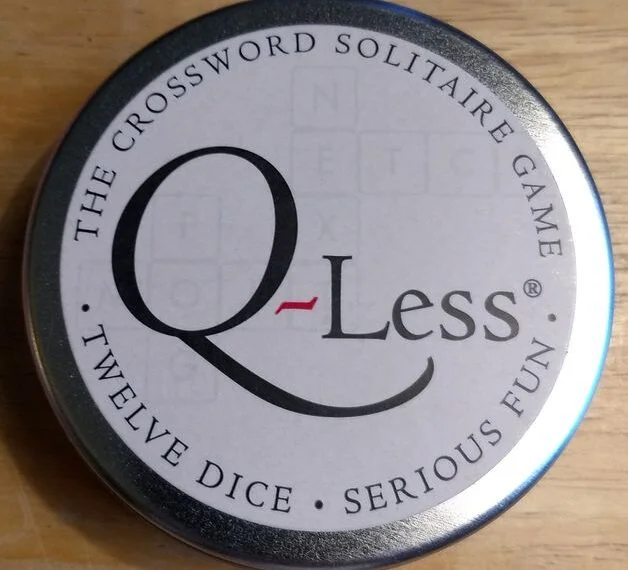 THE CROSSWORD SOLITAIRE GAME
Q-Less®
• TWELVE DICE • SERIOUS FUN •
N
E T C
P X
O
G